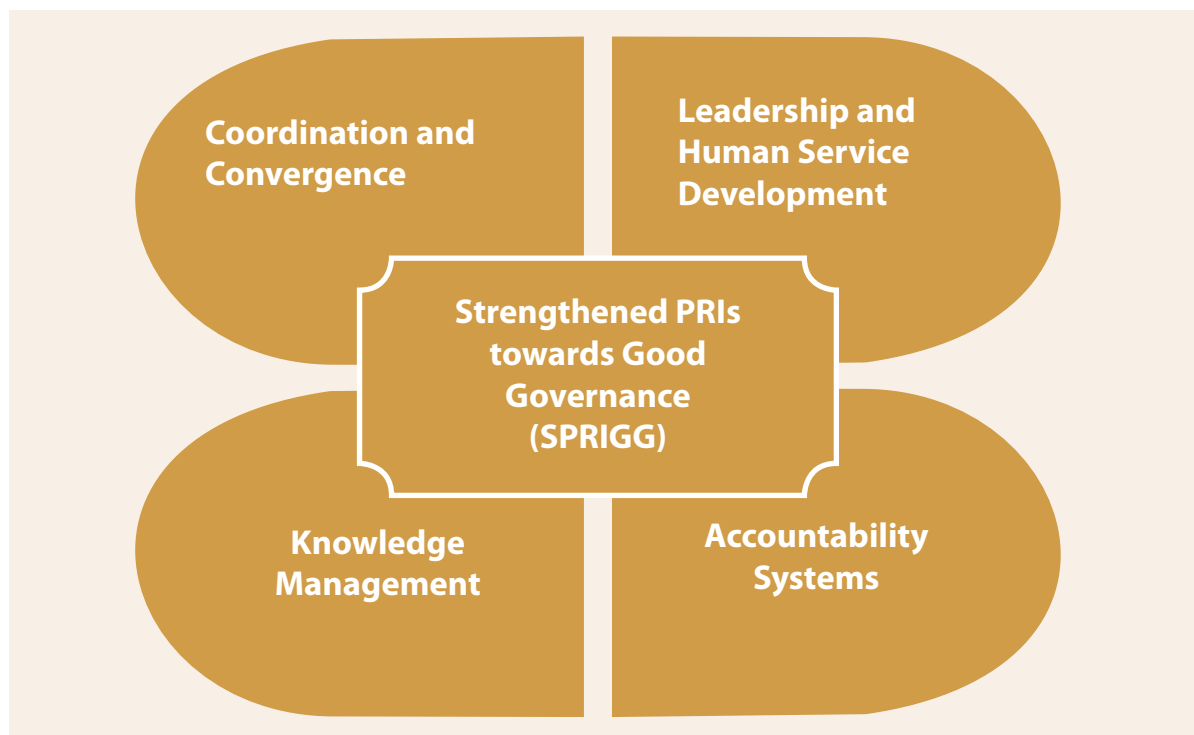 Coordination and
Convergence
Leadership and
Human Service
Development
Strengthened PRIs
towards Good
Governance
(SPRIGG)
Knowledge
Management
Accountability
Systems